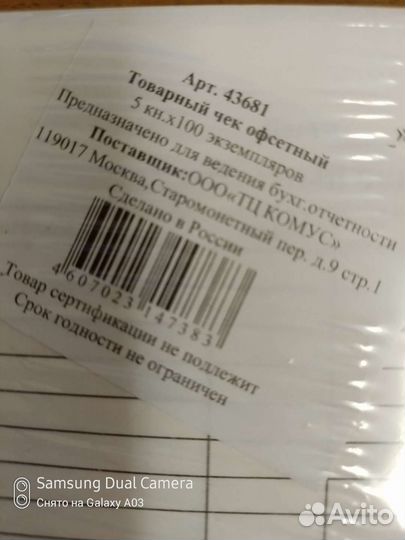 Арт. 43681
Товарный чек офсетный
5 кн.х100 экземпляров
Предназначено для ведения бухг.отчетности
Поставщик:ООО«ТЦ КОМУС»
119017 Москва,Старомонетный пер. д.9 стр.1
Сделано в России
4607023147383
Товар сертификации не подлежит
Срок годности не ограничен
Samsung Dual Camera
Снято на Galaxy A03
Avito